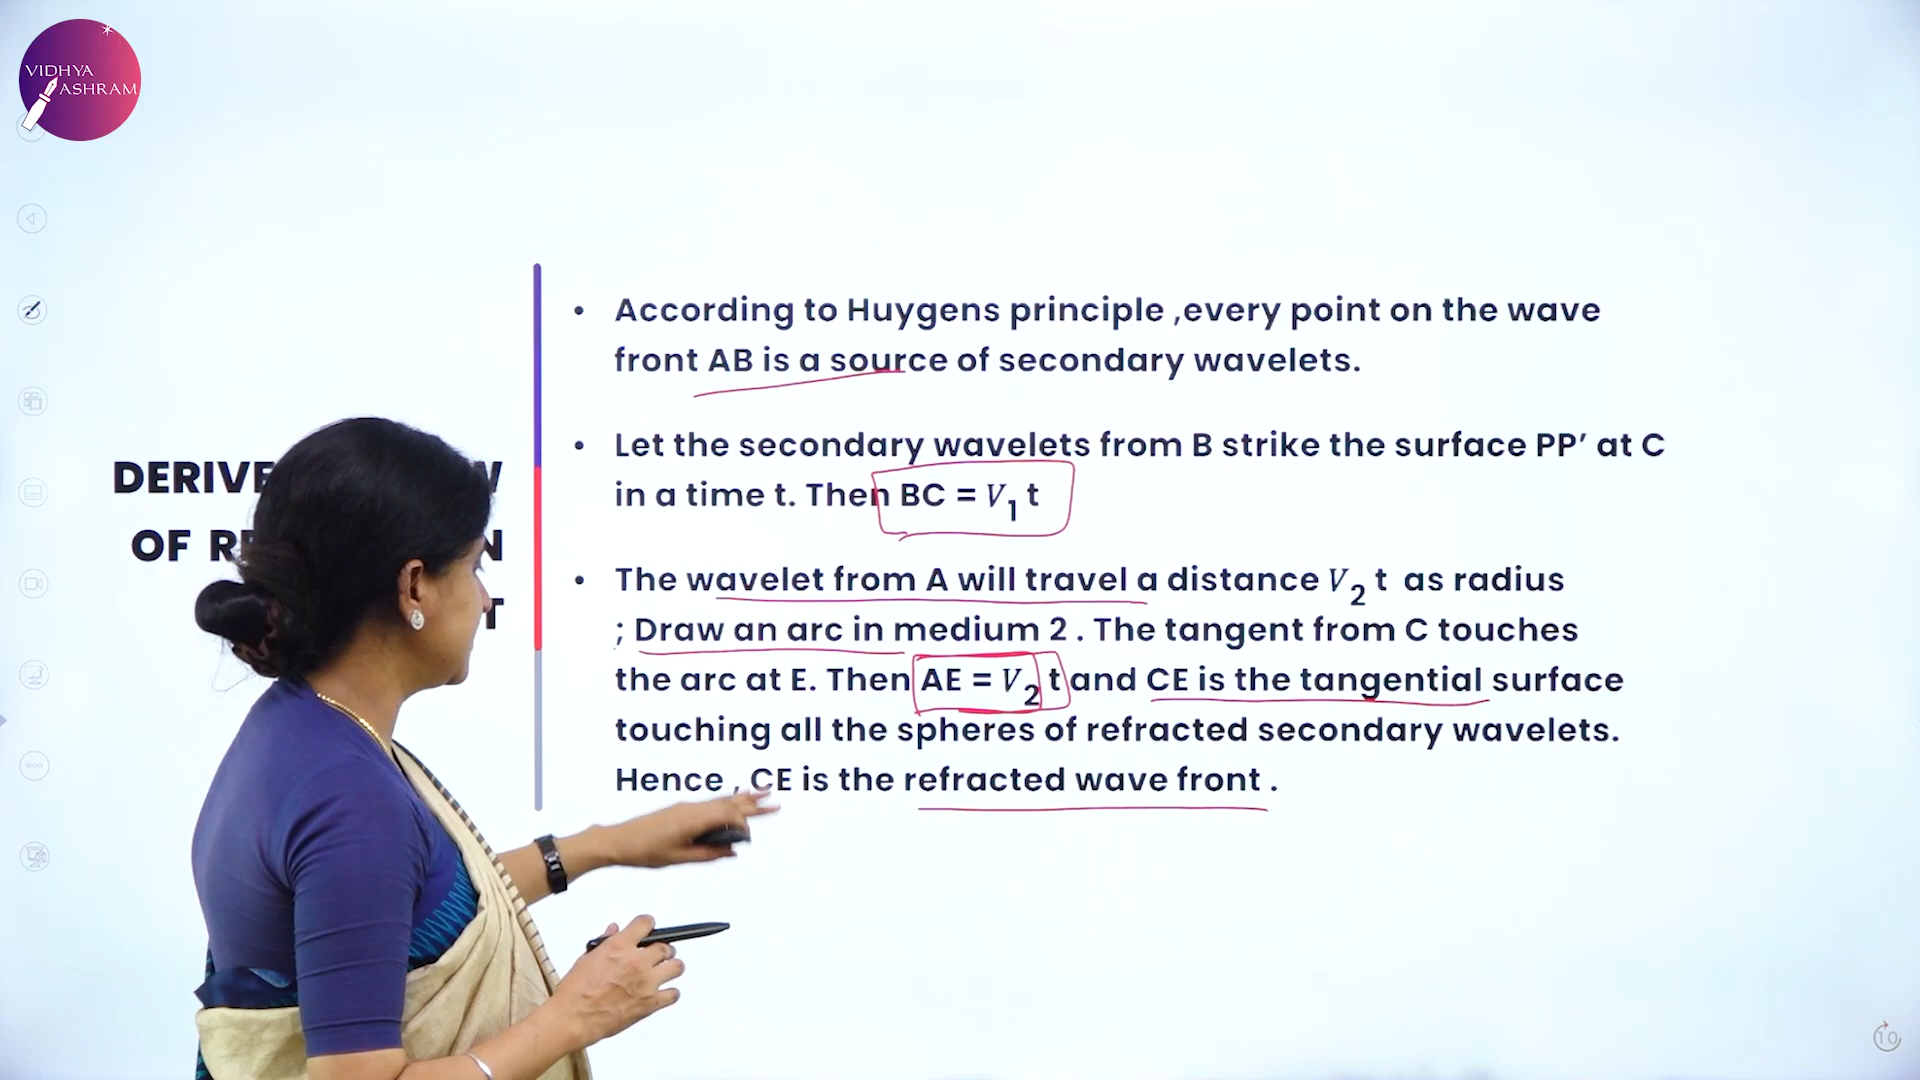 VIDHYA
ASHRAM
OF
According to Huygens principle ,every point on the wave
front AB is a source of secondary wavelets.
Let the secondary wavelets from B strike the surface PP’ at C
in a time t. Then BC = V1 t
The wavelet from A will travel a distance V2 t as radius
; Draw an arc in medium 2 . The tangent from C touches
the arc at E. Then AE = V2 t and CE is the tangential surface
touching all the spheres of refracted secondary wavelets.
Hence , CE is the refracted wave front .
10